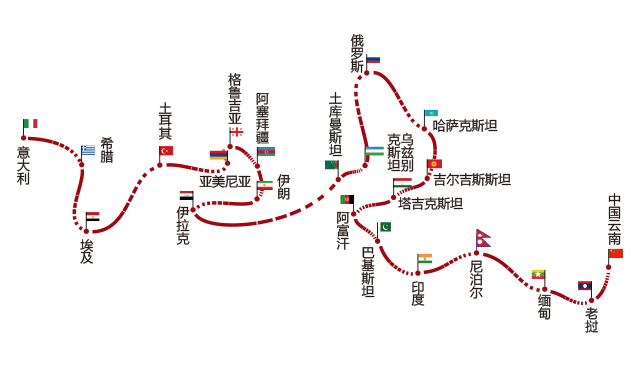 意大利
希腊
埃及
土耳其
格鲁吉亚
阿塞拜疆
亚美尼亚
伊朗
伊拉克
土库曼斯坦
俄罗斯
乌兹别
克斯坦
哈萨克斯坦
吉尔吉斯斯坦
塔吉克斯坦
阿富汗
巴基斯坦
印度
尼泊尔
缅甸
老挝
中国云南